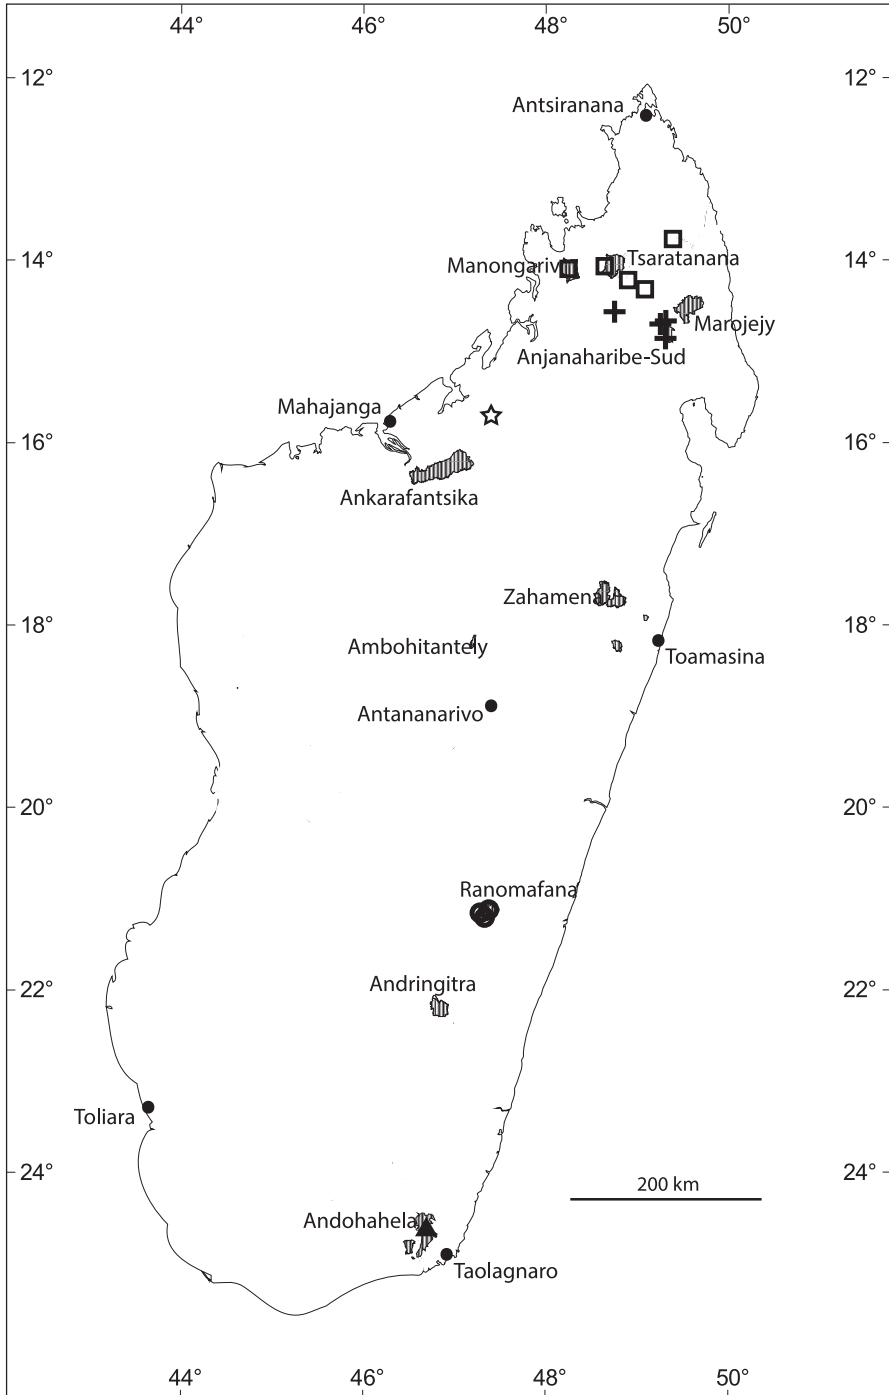 44° 46° 48° 50°
12° 12°
Antsiranana
14° 14°
Tsaratanana
Manongariv
Marojejy
Anjanaharibe-Sud
Mahajanga
16° 16°
Ankarafantsika
Zahamena
18° 18°
Ambohitantely
Toamasina
Antananarivo
20° 20°
Ranomafana
Andringitra
22° 22°
Toliara
24° 24°
200 km
Andohahela
Taolagnaro
44° 46° 48° 50°